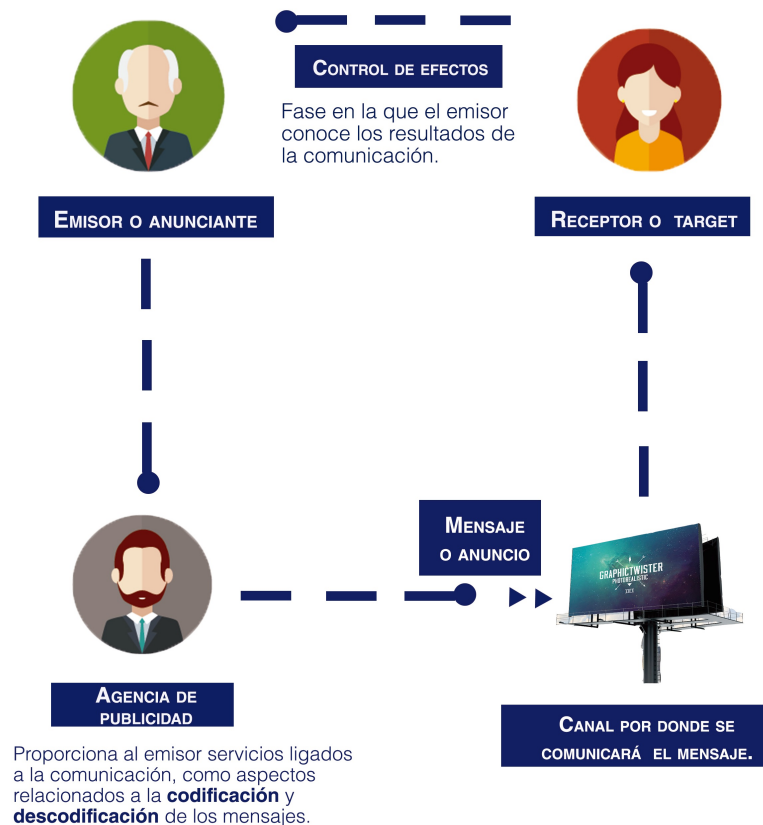 CONTROL DE EFECTOS
Fase en la que el emisor
conoce los resultados de
la comunicación.
EMISOR O ANUNCIANTE
RECEPTOR O TARGET
MENSAJE
O ANUNCIO
GRAPHICTWISTER
PHOTOREALISTIC
AGENCIA DE
PUBLICIDAD
Proporciona al emisor servicios ligados
a la comunicación, como aspectos
relacionados a la codificación y
descodificación de los mensajes.
CANAL POR DONDE SE
COMUNICARÁ EL MENSAJE.